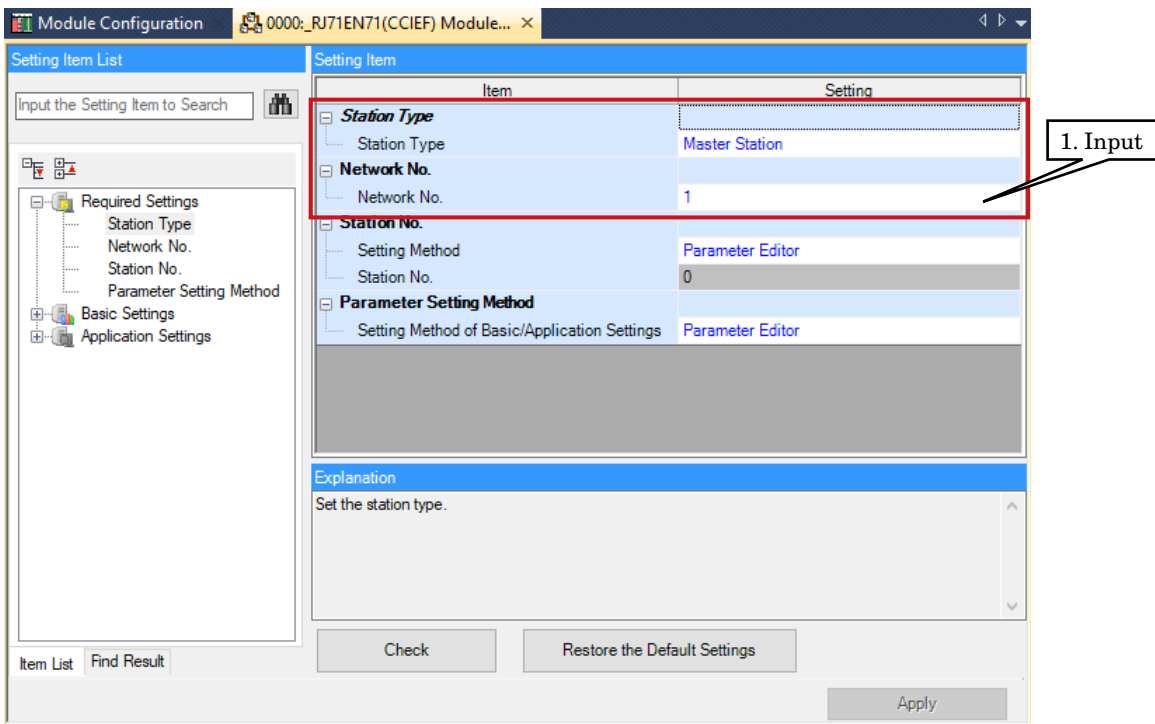 Module Configuration
0000:_RJ71EN71(CCIEF) Module...
Setting Item List
Input the Setting Item to Search
Required Settings
Station Type
Network No.
Station No.
Parameter Setting Method
Basic Settings
Application Settings
Item List
Find Result
Setting Item
Item Setting
Station Type
Station Type Master Station
Network No.
Network No. 1
Station No.
Setting Method Parameter Editor
Station No. 0
Parameter Setting Method
Setting Method of Basic/Application Settings Parameter Editor
1. Input
Explanation
Set the station type.
Check
Restore the Default Settings
Apply